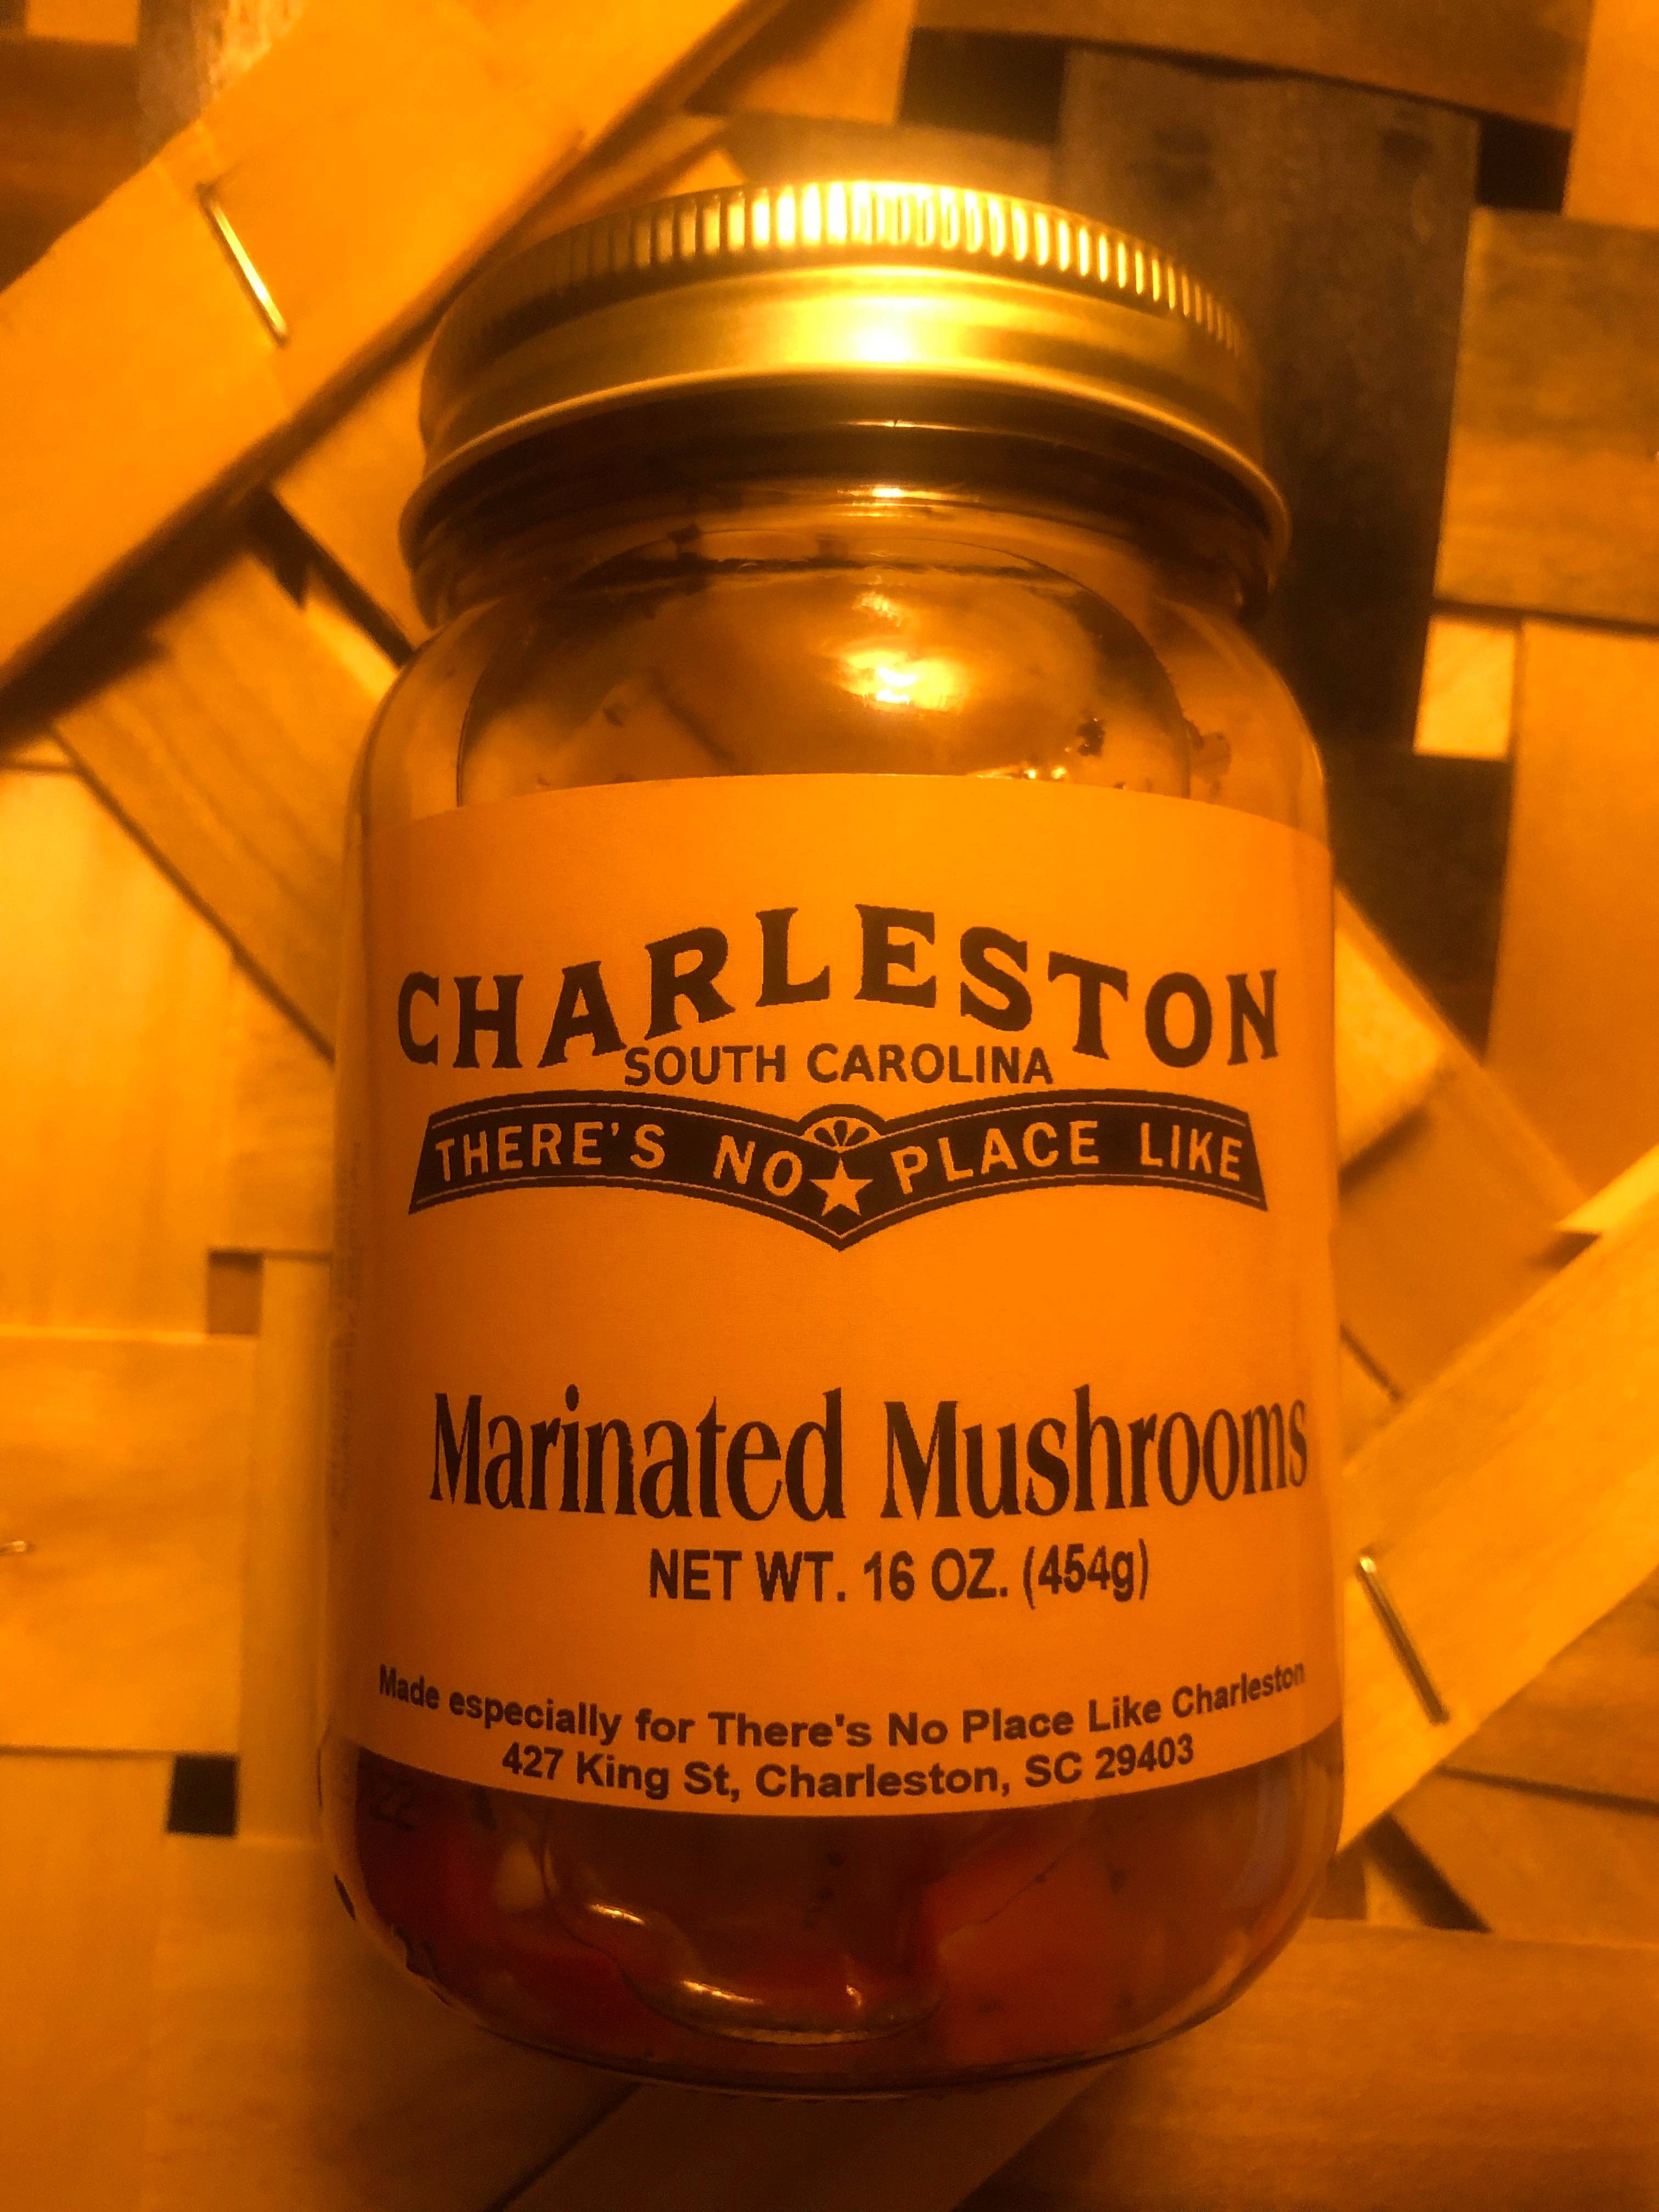 CHARLESTON
SOUTH CAROLINA
THERE'S NO PLACE LIKE
Marinated Mushrooms
NET WT. 16 OZ. (454g)
Made especially for There's No Place Like Charleston
427 King St, Charleston, SC 29403
22